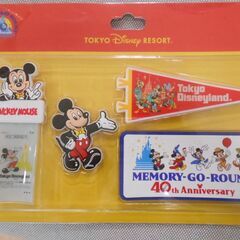 TOKYO Disney RESORT.
MICKEY MOUSE
Tokyo
Disneyland.
MEMORY-GO-ROUND
40th Anniversary